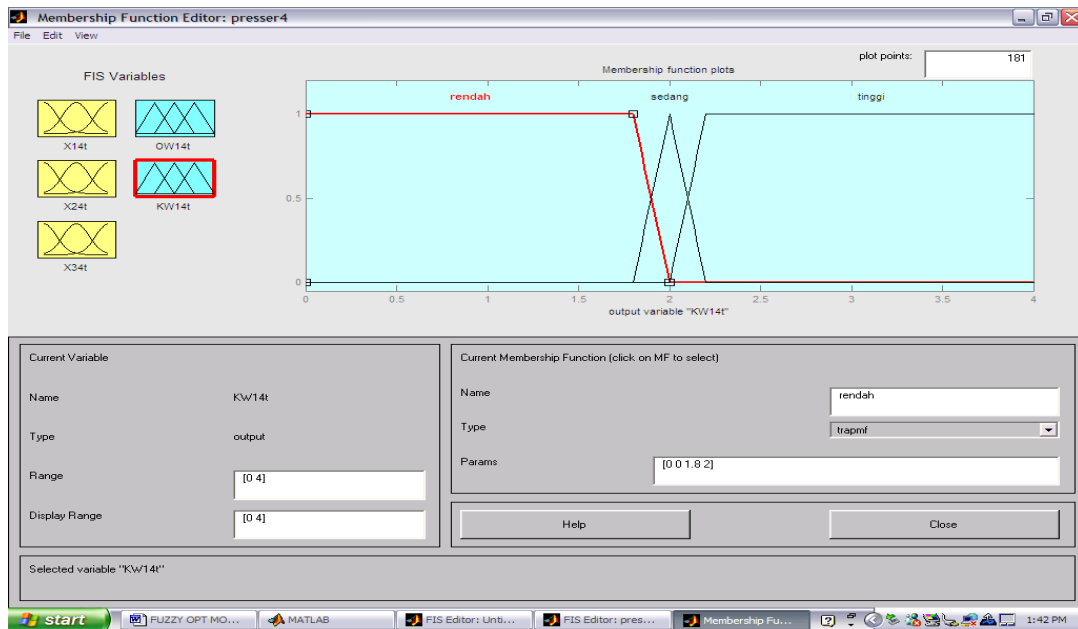 Membership Function Editor: presser4
File Edit View
FIS Variables
X14t
OW14t
X24t
KW14t
X34t
plot points:
181
Membership function plots
rendah
sedang
tinggi
1
0.5
0
0 0.5 1 1.5 2 2.5 3 3.5 4
output variable "KW14t"
Current Variable
Name KW14t
Type output
Range [0 4]
Display Range [0 4]
Current Membership Function (click on MF to select)
Name rendah
Type trapmf
Params [0 0 1.8 2]
Help
Close
Selected variable "KW14t"
start
FUZZY OPT MO...
MATLAB
FIS Editor: Unti...
FIS Editor: pres...
Membership Fu...
1:42 PM